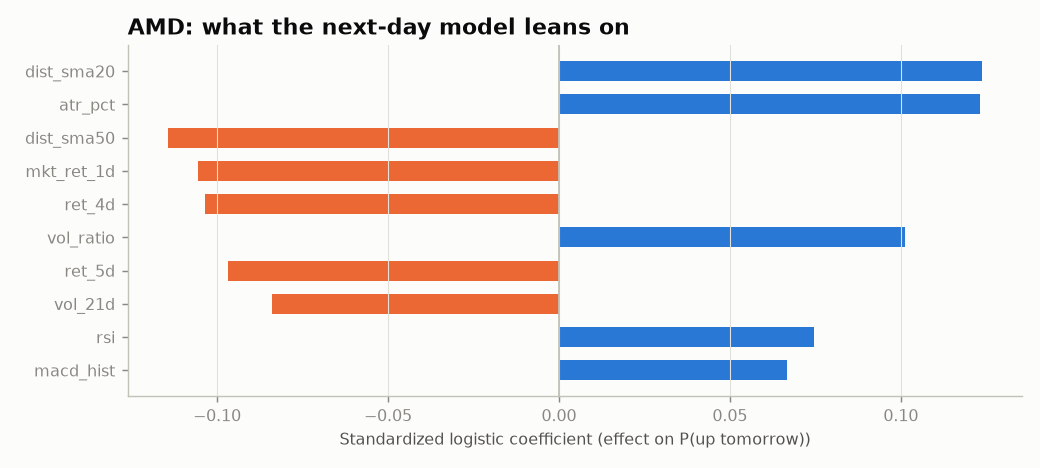 AMD: what the next-day model leans on
dist_sma20
atr_pct
dist_sma50
mkt_ret_1d
ret_4d
vol_ratio
ret_5d
vol_21d
rsi
macd_hist
−0.10 −0.05 0.00 0.05 0.10
Standardized logistic coefficient (effect on P(up tomorrow))